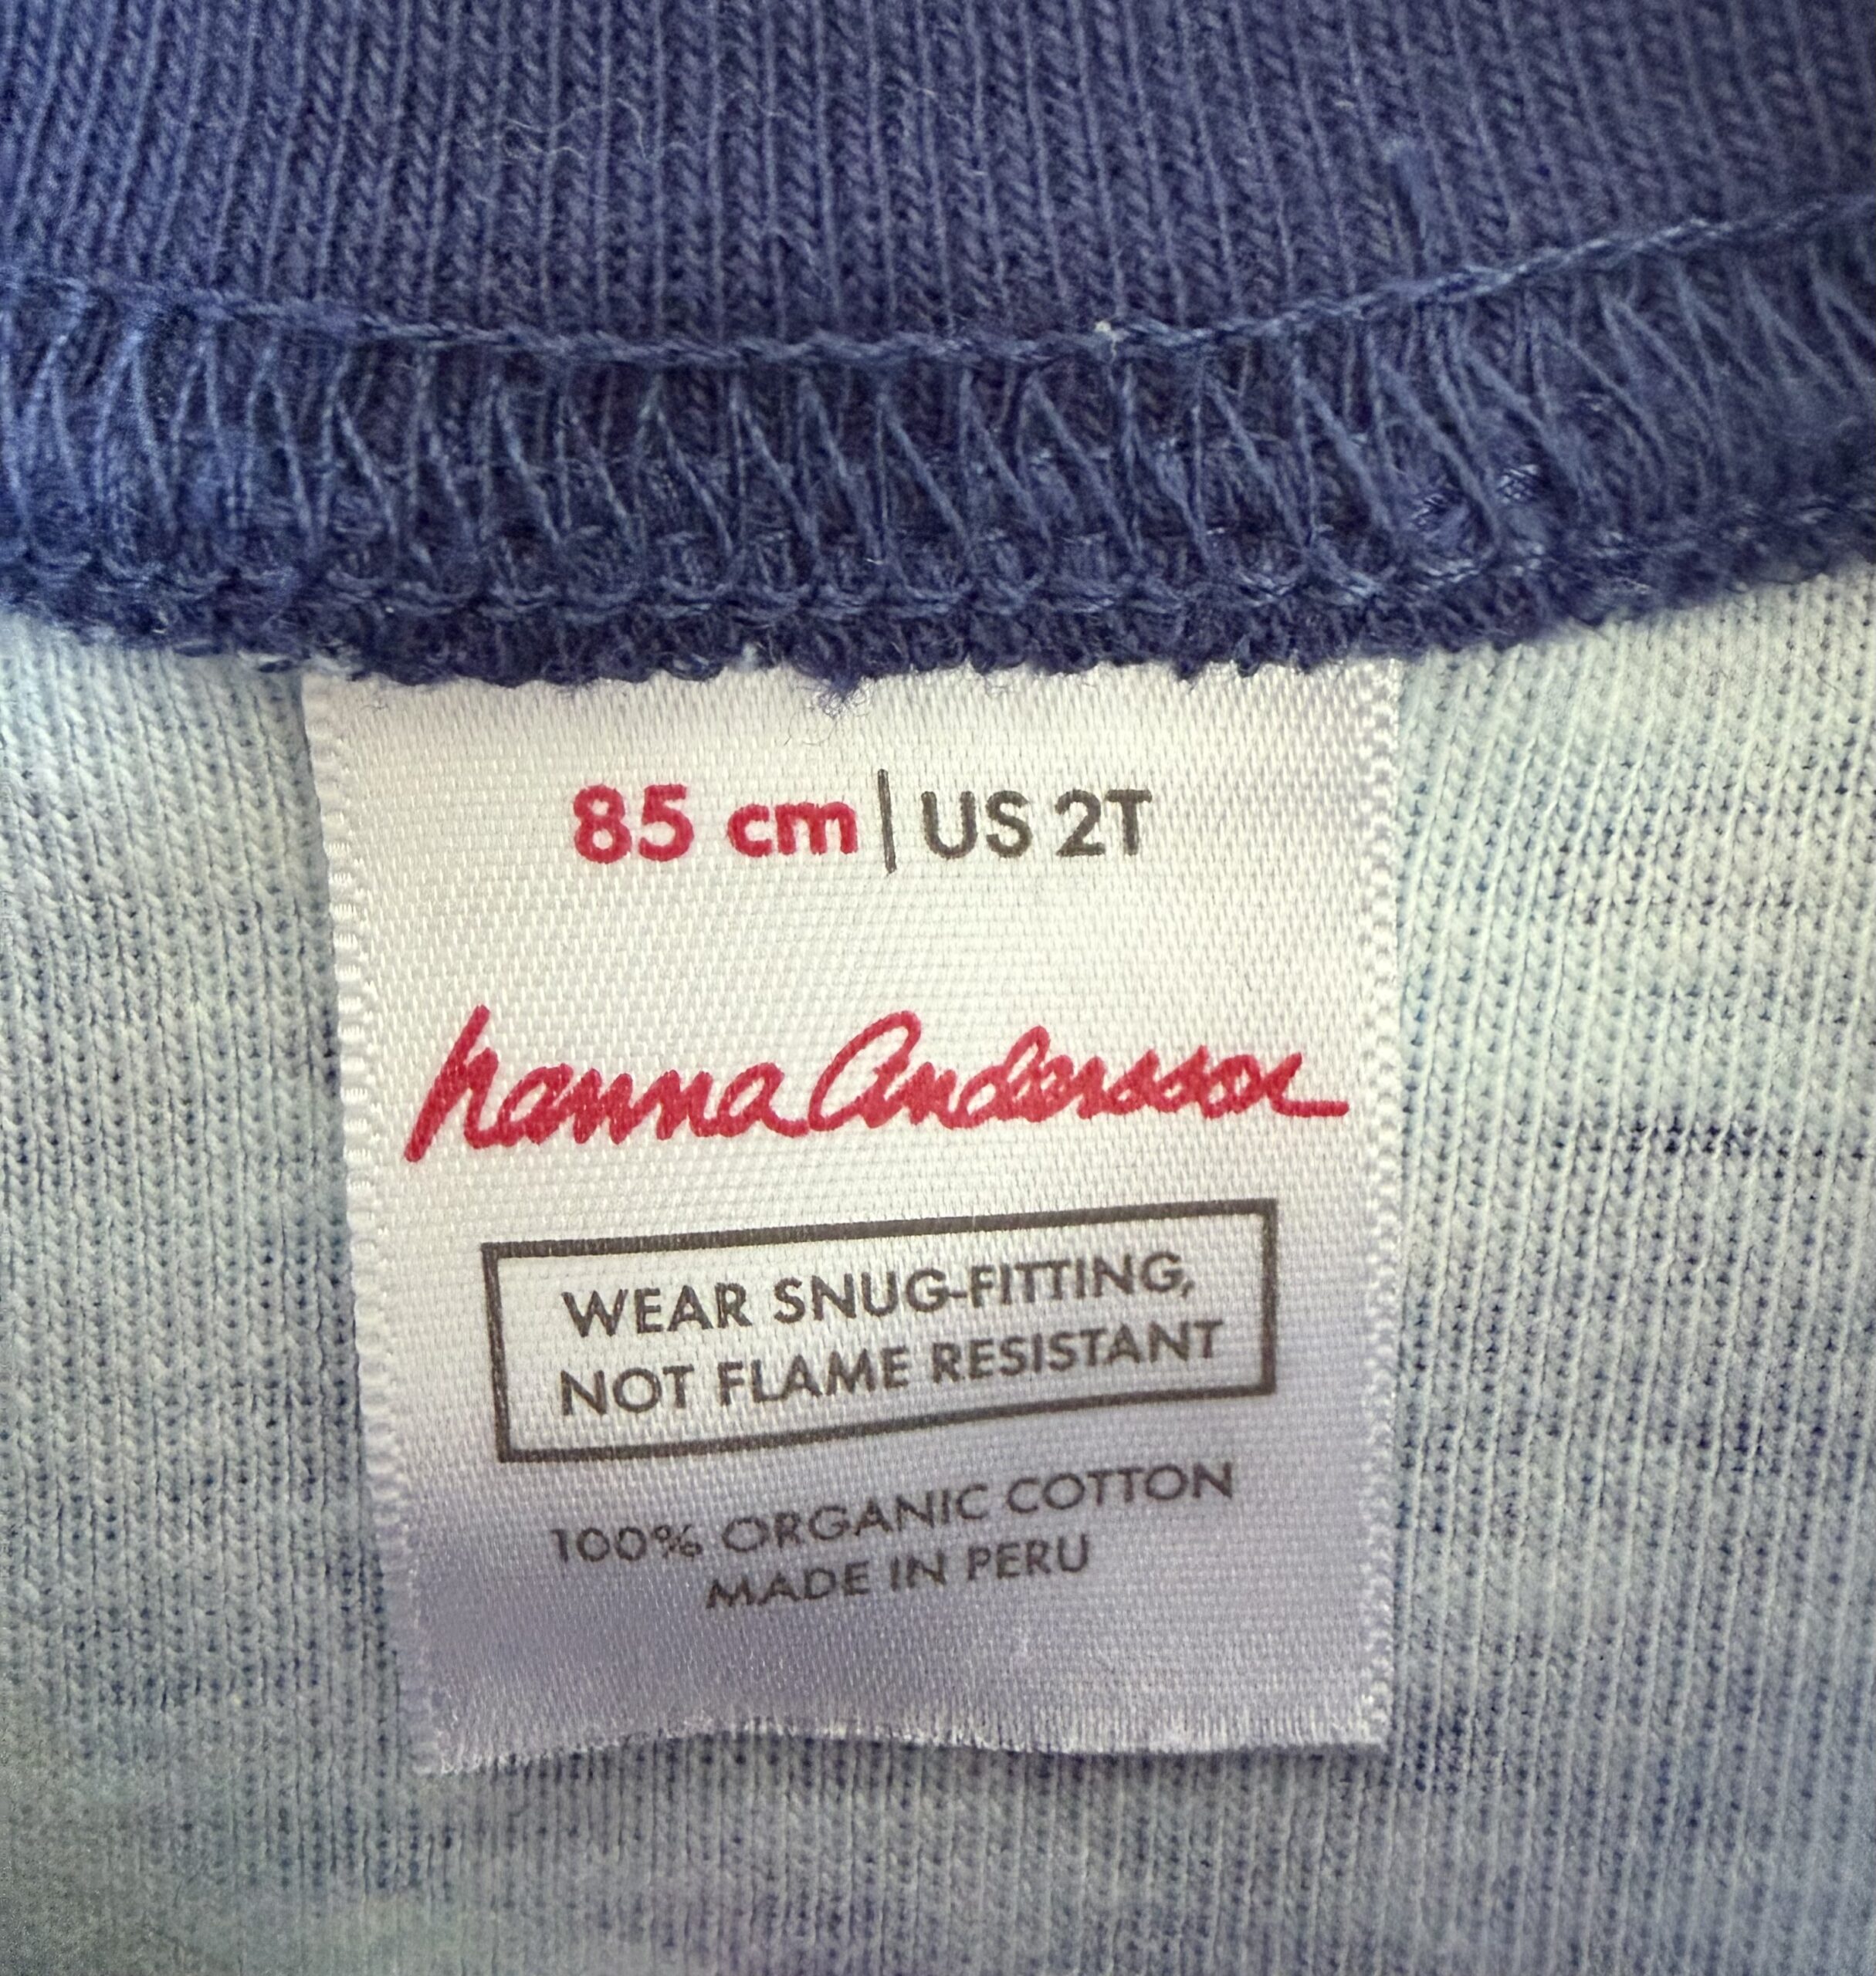 85 cm | US 2T
hanna Andersson
WEAR SNUG-FITTING,
NOT FLAME RESISTANT
100% ORGANIC COTTON
MADE IN PERU